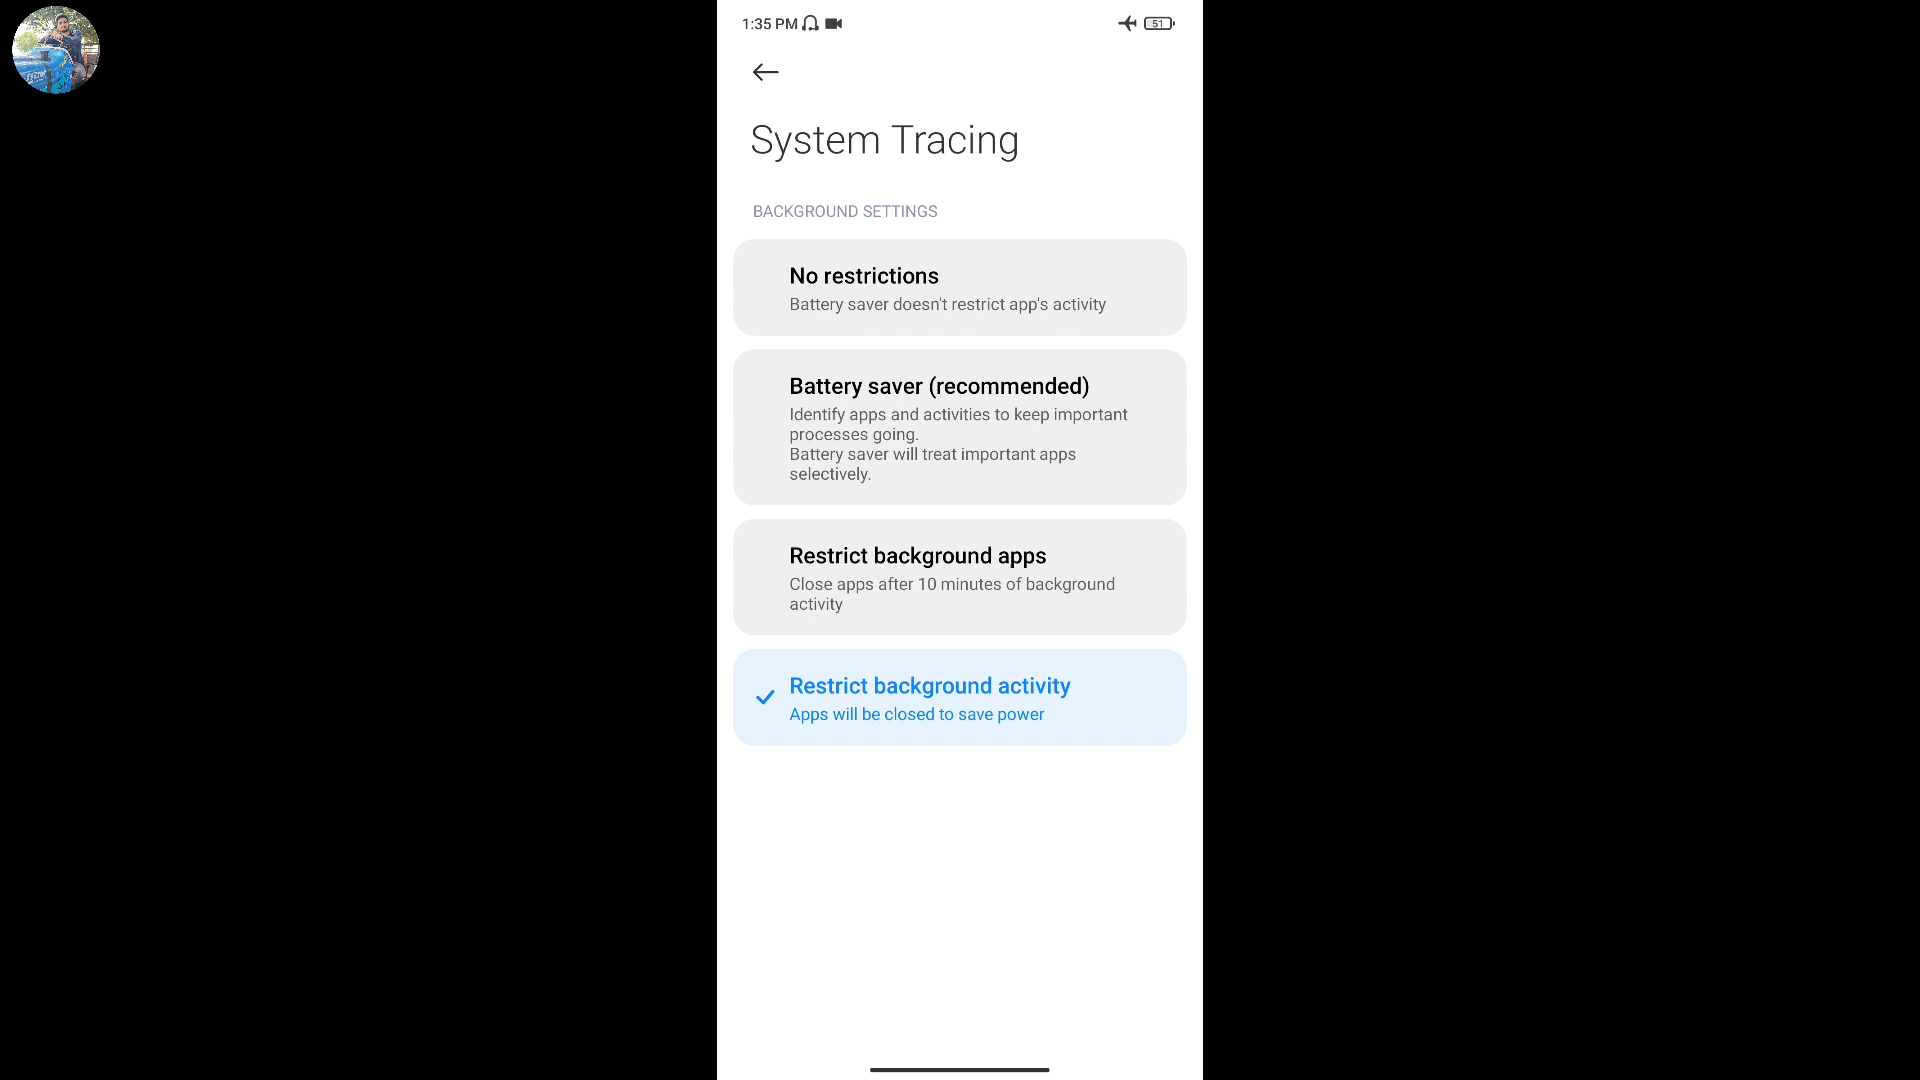 1:35 PM
51
System Tracing
BACKGROUND SETTINGS
No restrictions
Battery saver doesn't restrict app's activity
Battery saver (recommended)
Identify apps and activities to keep important
processes going.
Battery saver will treat important apps
selectively.
Restrict background apps
Close apps after 10 minutes of background
activity
Restrict background activity
Apps will be closed to save power